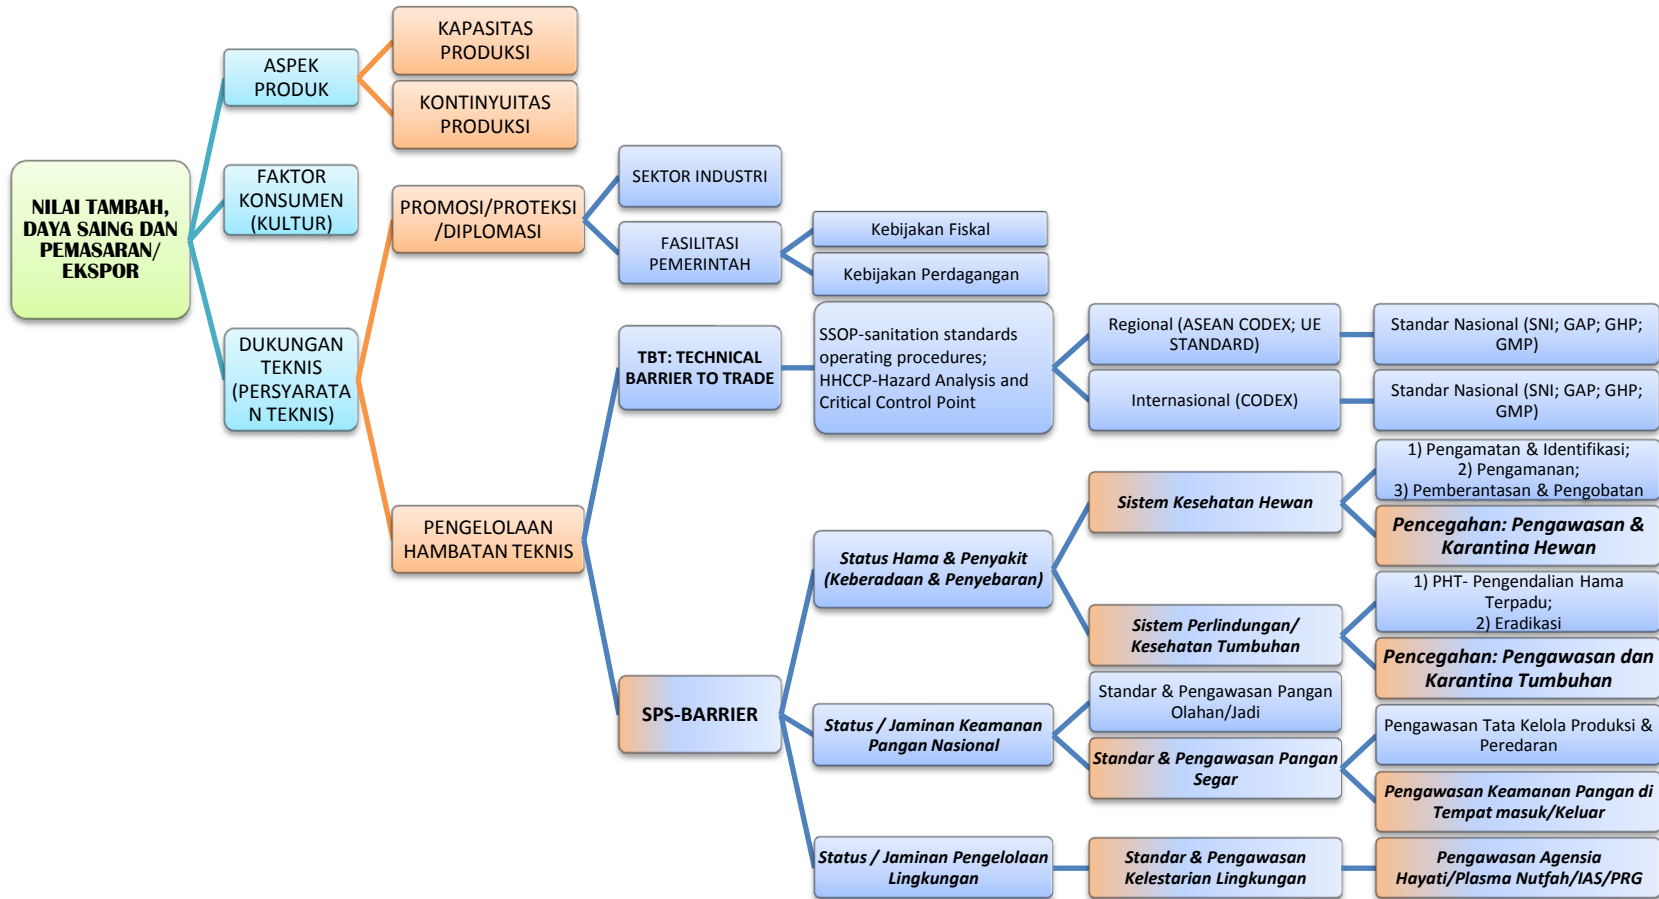 NILAI TAMBAH,
DAYA SAING DAN
PEMASARAN/
EKSPOR
ASPEK
PRODUK
KAPASITAS
PRODUKSI
KONTINYUITAS
PRODUKSI
FAKTOR
KONSUMEN
(KULTUR)
DUKUNGAN
TEKNIS
(PERSYARATA
N TEKNIS)
PROMOSI/PROTEKSI
/DIPLOMASI
SEKTOR INDUSTRI
FASILITASI
PEMERINTAH
Kebijakan Fiskal
Kebijakan Perdagangan
PENGELOLAAN
HAMBATAN TEKNIS
TBT: TECHNICAL
BARRIER TO TRADE
SSOP-sanitation standards
operating procedures;
HHCCP-Hazard Analysis and
Critical Control Point
Regional (ASEAN CODEX; UE
STANDARD)
Standar Nasional (SNI; GAP; GHP;
GMP)
Internasional (CODEX)
Standar Nasional (SNI; GAP; GHP;
GMP)
SPS-BARRIER
Status Hama & Penyakit
(Keberadaan & Penyebaran)
Sistem Kesehatan Hewan
1) Pengamatan & Identifikasi;
2) Pengamanan;
3) Pemberantasan & Pengobatan
Pencegahan: Pengawasan &
Karantina Hewan
Sistem Perlindungan/
Kesehatan Tumbuhan
1) PHT- Pengendalian Hama
Terpadu;
2) Eradikasi
Pencegahan: Pengawasan dan
Karantina Tumbuhan
Status / Jaminan Keamanan
Pangan Nasional
Standar & Pengawasan Pangan
Olahan/Jadi
Standar & Pengawasan Pangan
Segar
Pengawasan Tata Kelola Produksi &
Peredaran
Pengawasan Keamanan Pangan di
Tempat masuk/Keluar
Status / Jaminan Pengelolaan
Lingkungan
Standar & Pengawasan
Kelestarian Lingkungan
Pengawasan Agensia
Hayati/Plasma Nutfah/IAS/PRG